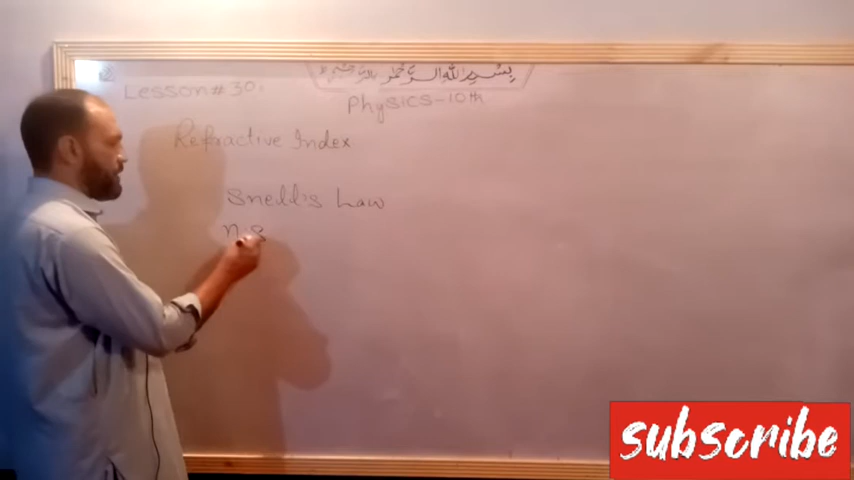 بسم الله الرحمن الرحيم
Lesson#30.
Physics-10th
Refractive Index
Snell's Law
n S
subscribe